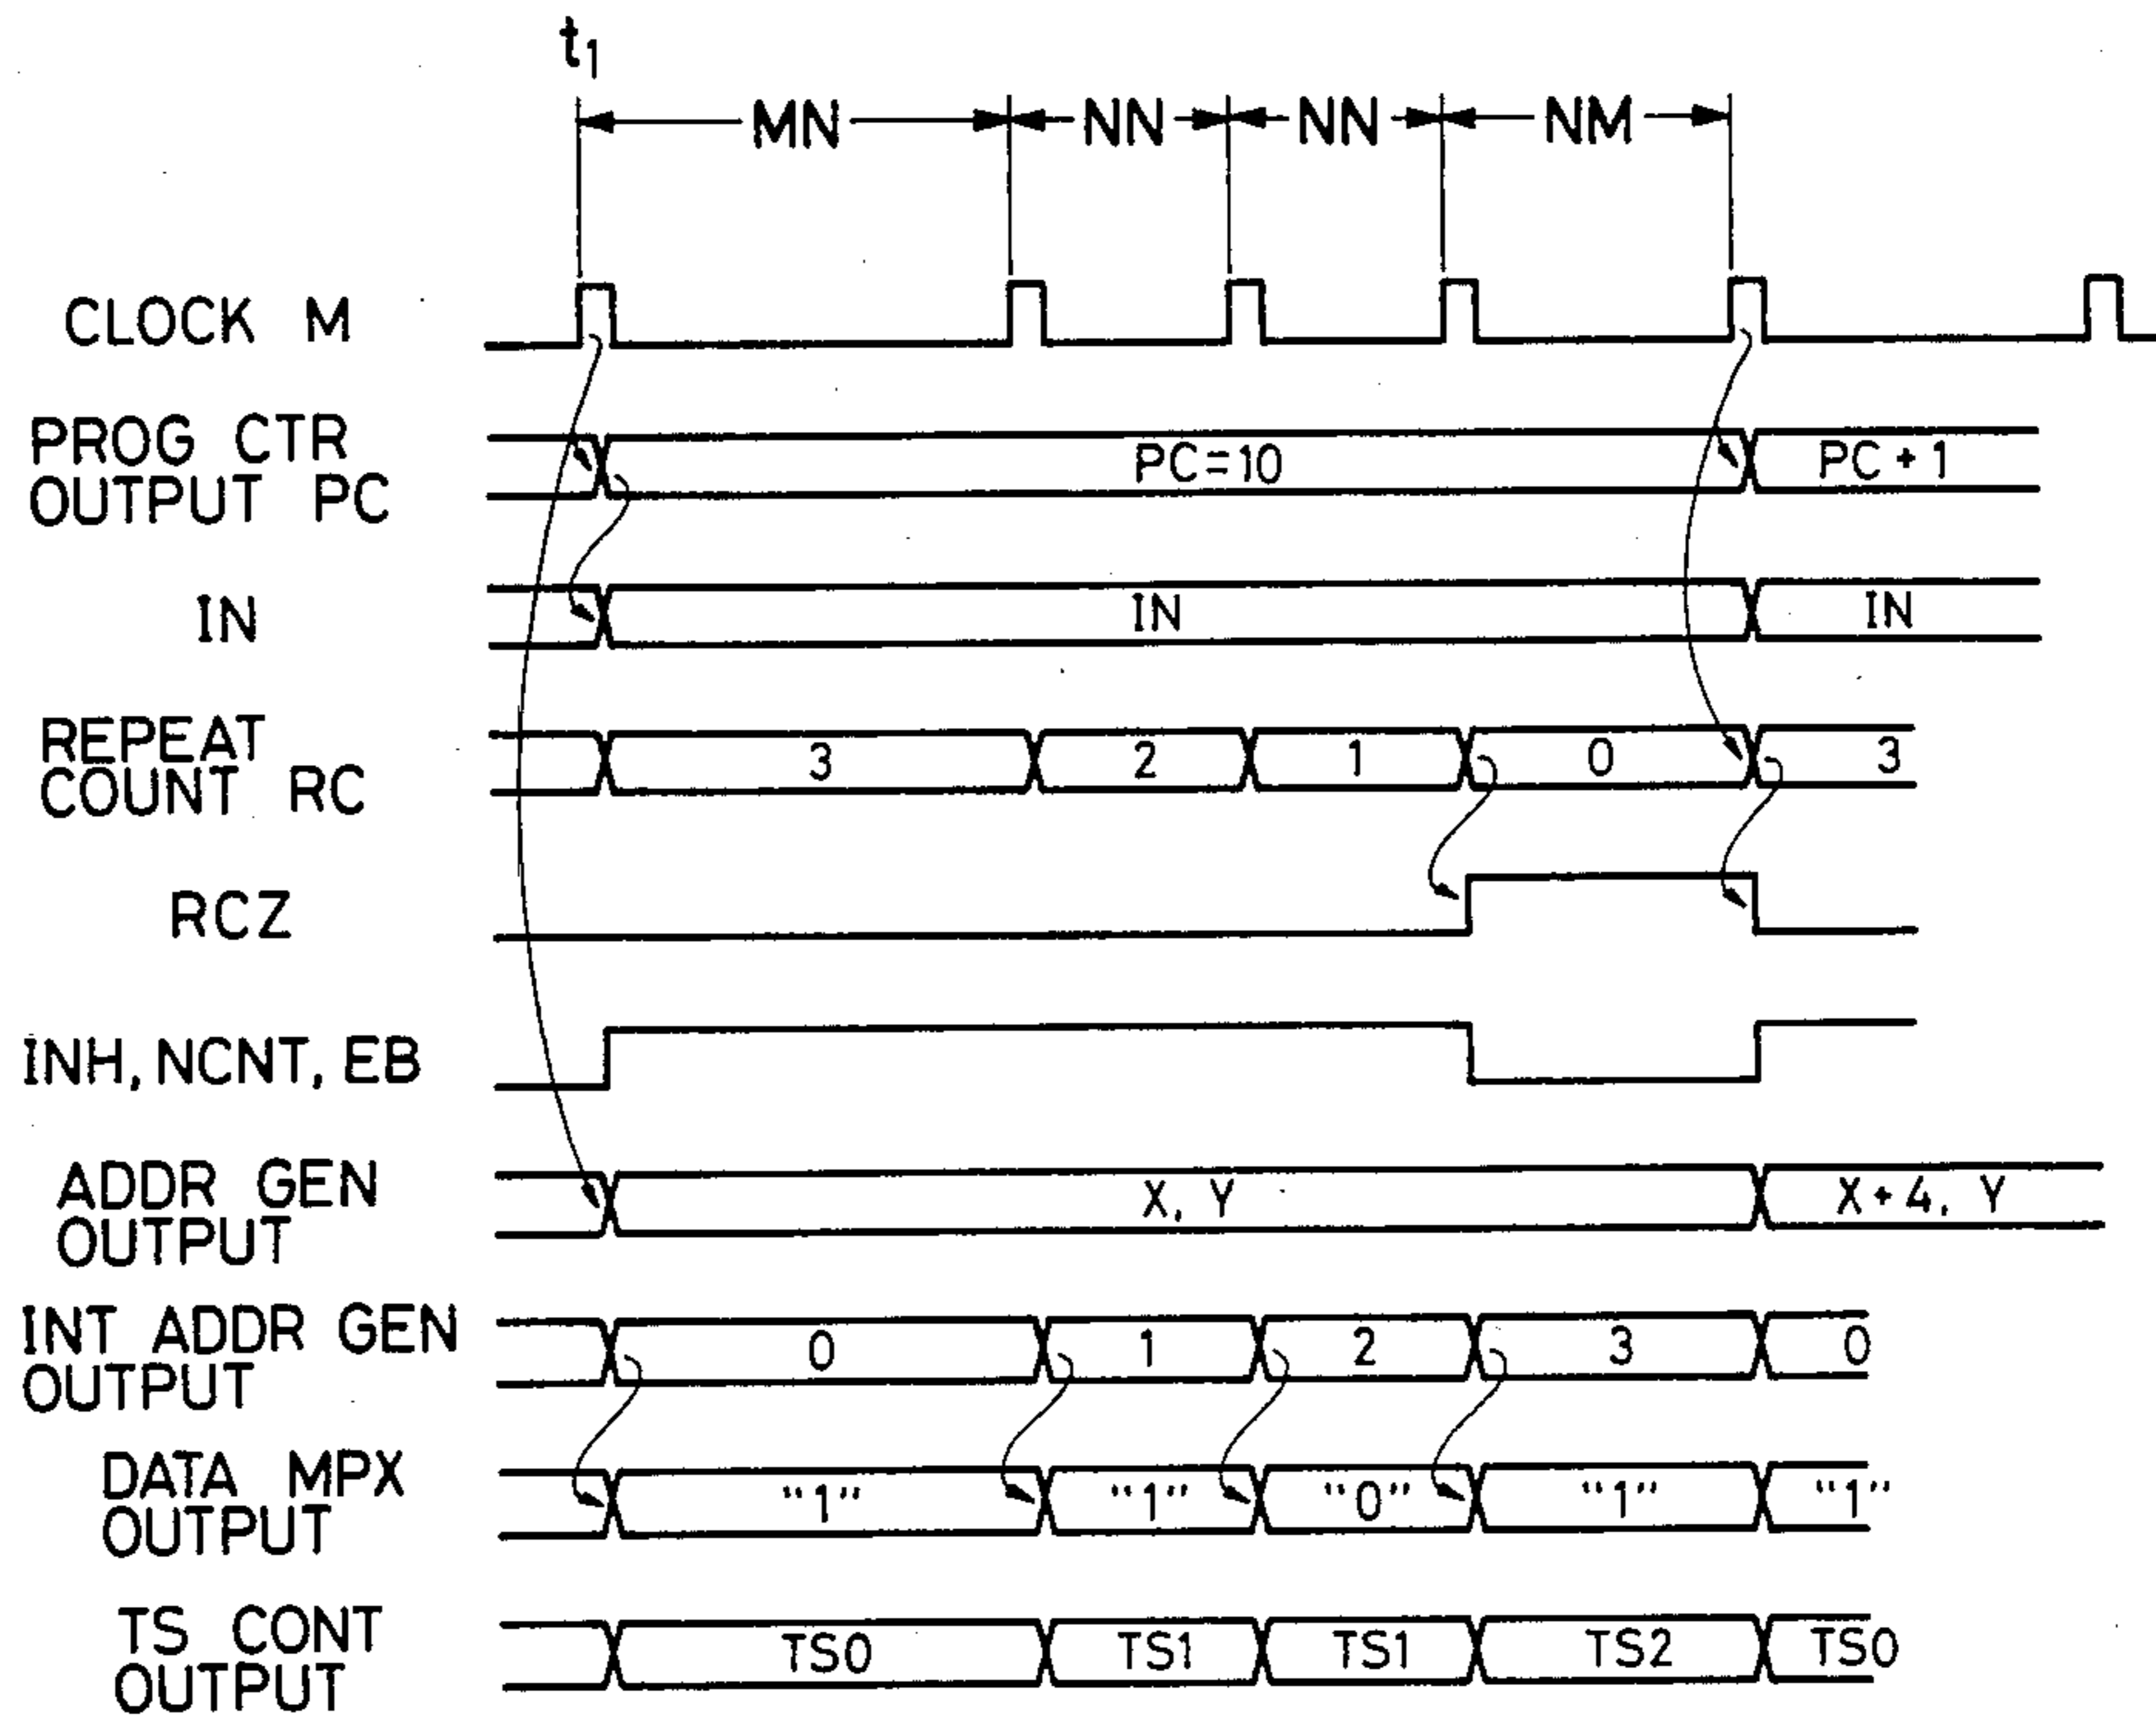 t1
MN NN NN NM
CLOCK M
PROG CTR
OUTPUT PC
PC=10 PC+1
IN IN IN
REPEAT
COUNT RC
3 2 1 0 3
RCZ
INH, NCNT, EB
ADDR GEN
OUTPUT
X, Y X+4, Y
INT ADDR GEN
OUTPUT
0 1 2 3 0
DATA MPX
OUTPUT
"1" "1" "0" "1" "1"
TS CONT
OUTPUT
TS0 TS1 TS1 TS2 TS0